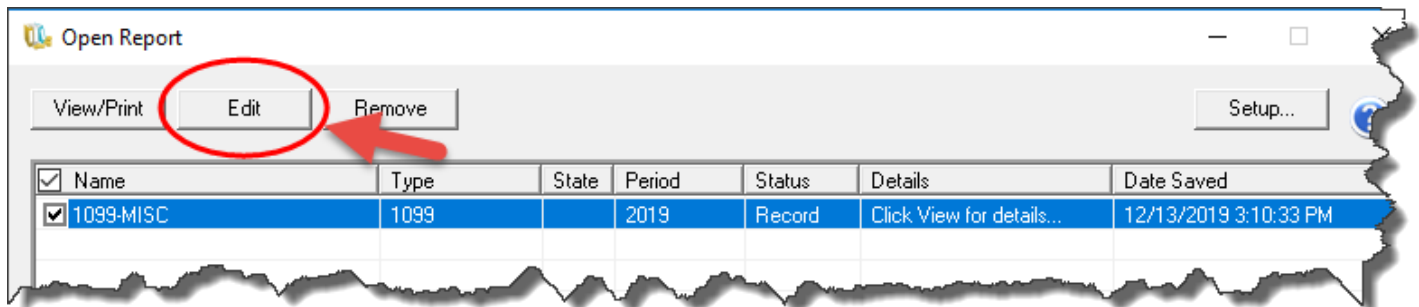 Open Report
View/Print Edit Remove Setup... ?
Name Type State Period Status Details Date Saved
1099-MISC 1099 2019 Record Click View for details... 12/13/2019 3:10:33 PM